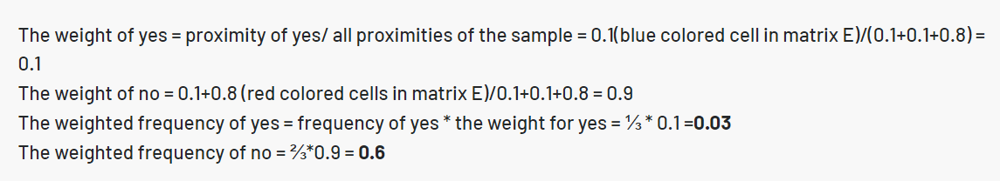 The weight of yes = proximity of yes/ all proximities of the sample = 0.1(blue colored cell in matrix E)/(0.1+0.1+0.8) =
0.1
The weight of no = 0.1+0.8 (red colored cells in matrix E)/0.1+0.1+0.8 = 0.9
The weighted frequency of yes = frequency of yes * the weight for yes = ⅓ * 0.1 =0.03
The weighted frequency of no = ⅔*0.9 = 0.6